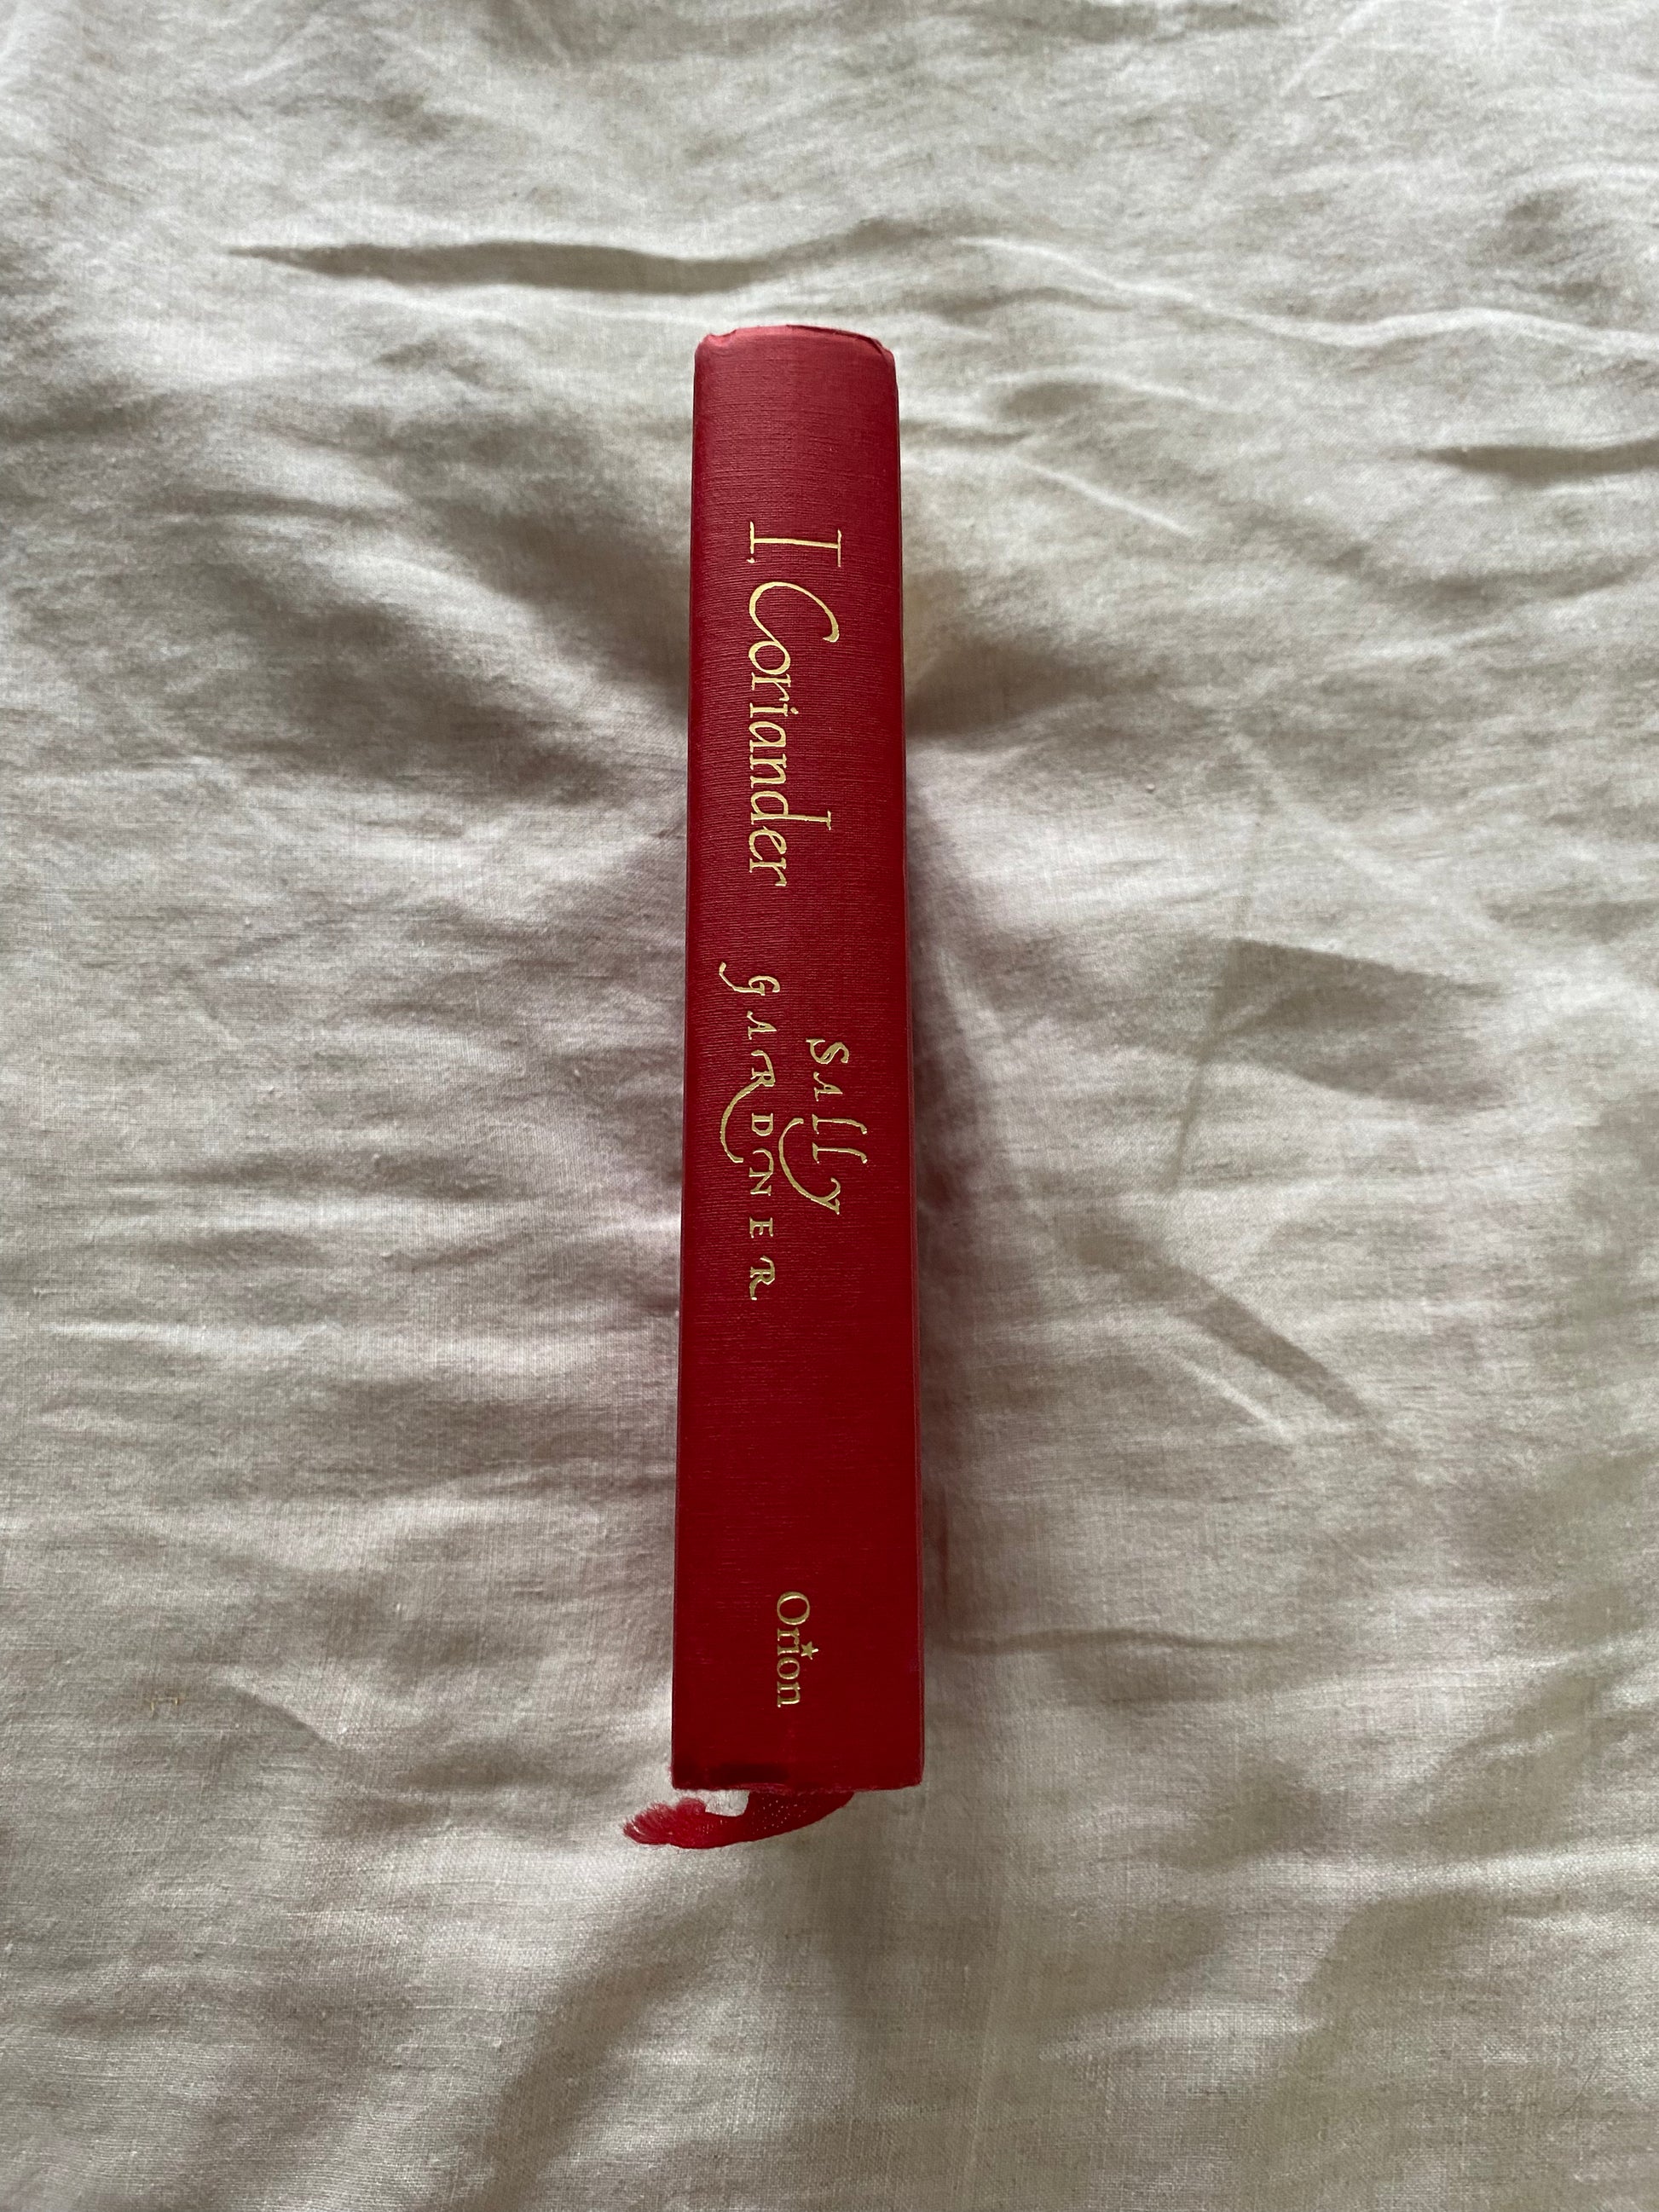 I, Coriander
SALLY
GARDNER
Orion